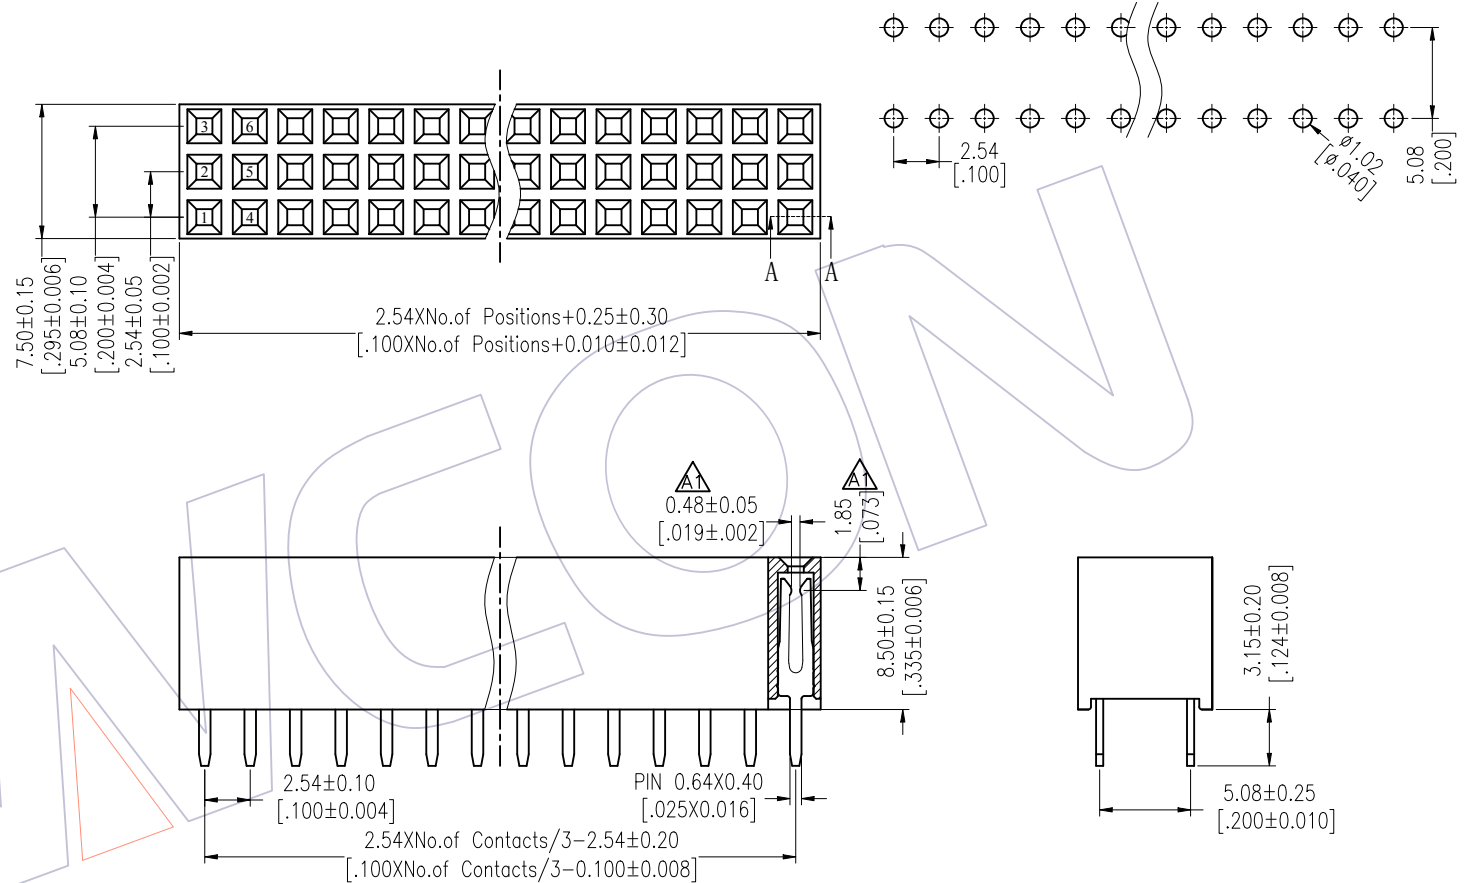 3 6
2 5
1 4
A A
7.50±0.15
[.295±0.006]
5.08±0.10
[.200±0.004]
2.54±0.05
[.100±0.002]
2.54XNo.of Positions+0.25±0.30
[.100XNo.of Positions+0.010±0.012]
2.54
[.100]
ø1.02
[ø.040]
5.08
[.200]
WCON
A1
0.48±0.05
[.019±.002]
A1
1.85
[.073]
8.50±0.15
[.335±0.006]
3.15±0.20
[.124±0.008]
2.54±0.10
[.100±0.004]
PIN 0.64X0.40
[.025X0.016]
5.08±0.25
[.200±0.010]
2.54XNo.of Contacts/3-2.54±0.20
[.100XNo.of Contacts/3-0.100±0.008]